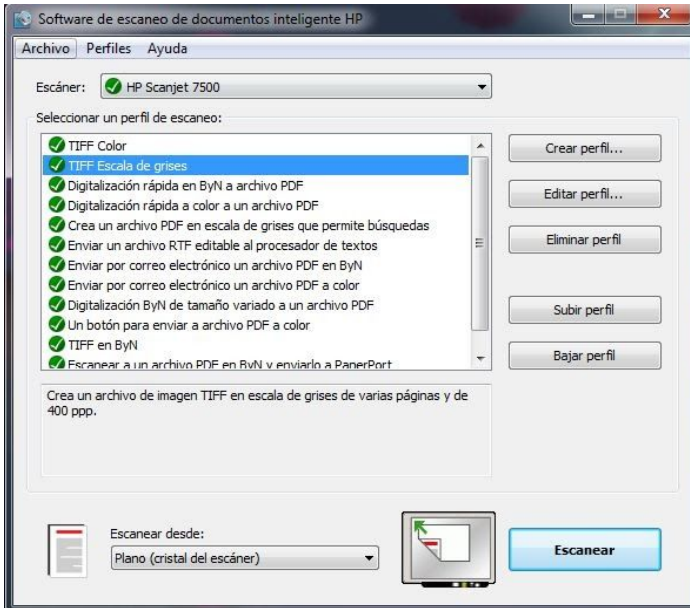 Software de escaneo de documentos inteligente HP
Archivo Perfiles Ayuda
Escáner: HP Scanjet 7500
Seleccionar un perfil de escaneo:
TIFF Color
TIFF Escala de grises
Digitalización rápida en ByN a archivo PDF
Digitalización rápida a color a un archivo PDF
Crea un archivo PDF en escala de grises que permite búsquedas
Enviar un archivo RTF editable al procesador de textos
Enviar por correo electrónico un archivo PDF en ByN
Enviar por correo electrónico un archivo PDF a color
Digitalización ByN de tamaño variado a un archivo PDF
Un botón para enviar a archivo PDF a color
TIFF en ByN
Escanear a un archivo PDF en ByN y enviarlo a PaperPort
Crear perfil...
Editar perfil...
Eliminar perfil
Subir perfil
Bajar perfil
Crea un archivo de imagen TIFF en escala de grises de varias páginas y de
400 ppp.
Escanear desde:
Plano (cristal del escáner)
Escanear